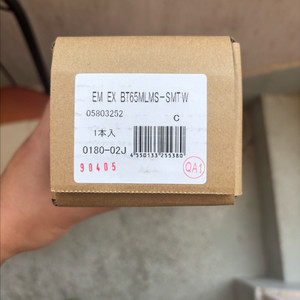 EM EX BT65MLMS-SMTW
05803252
C
1本入
0180-02J
4550133255380
90405
QA1